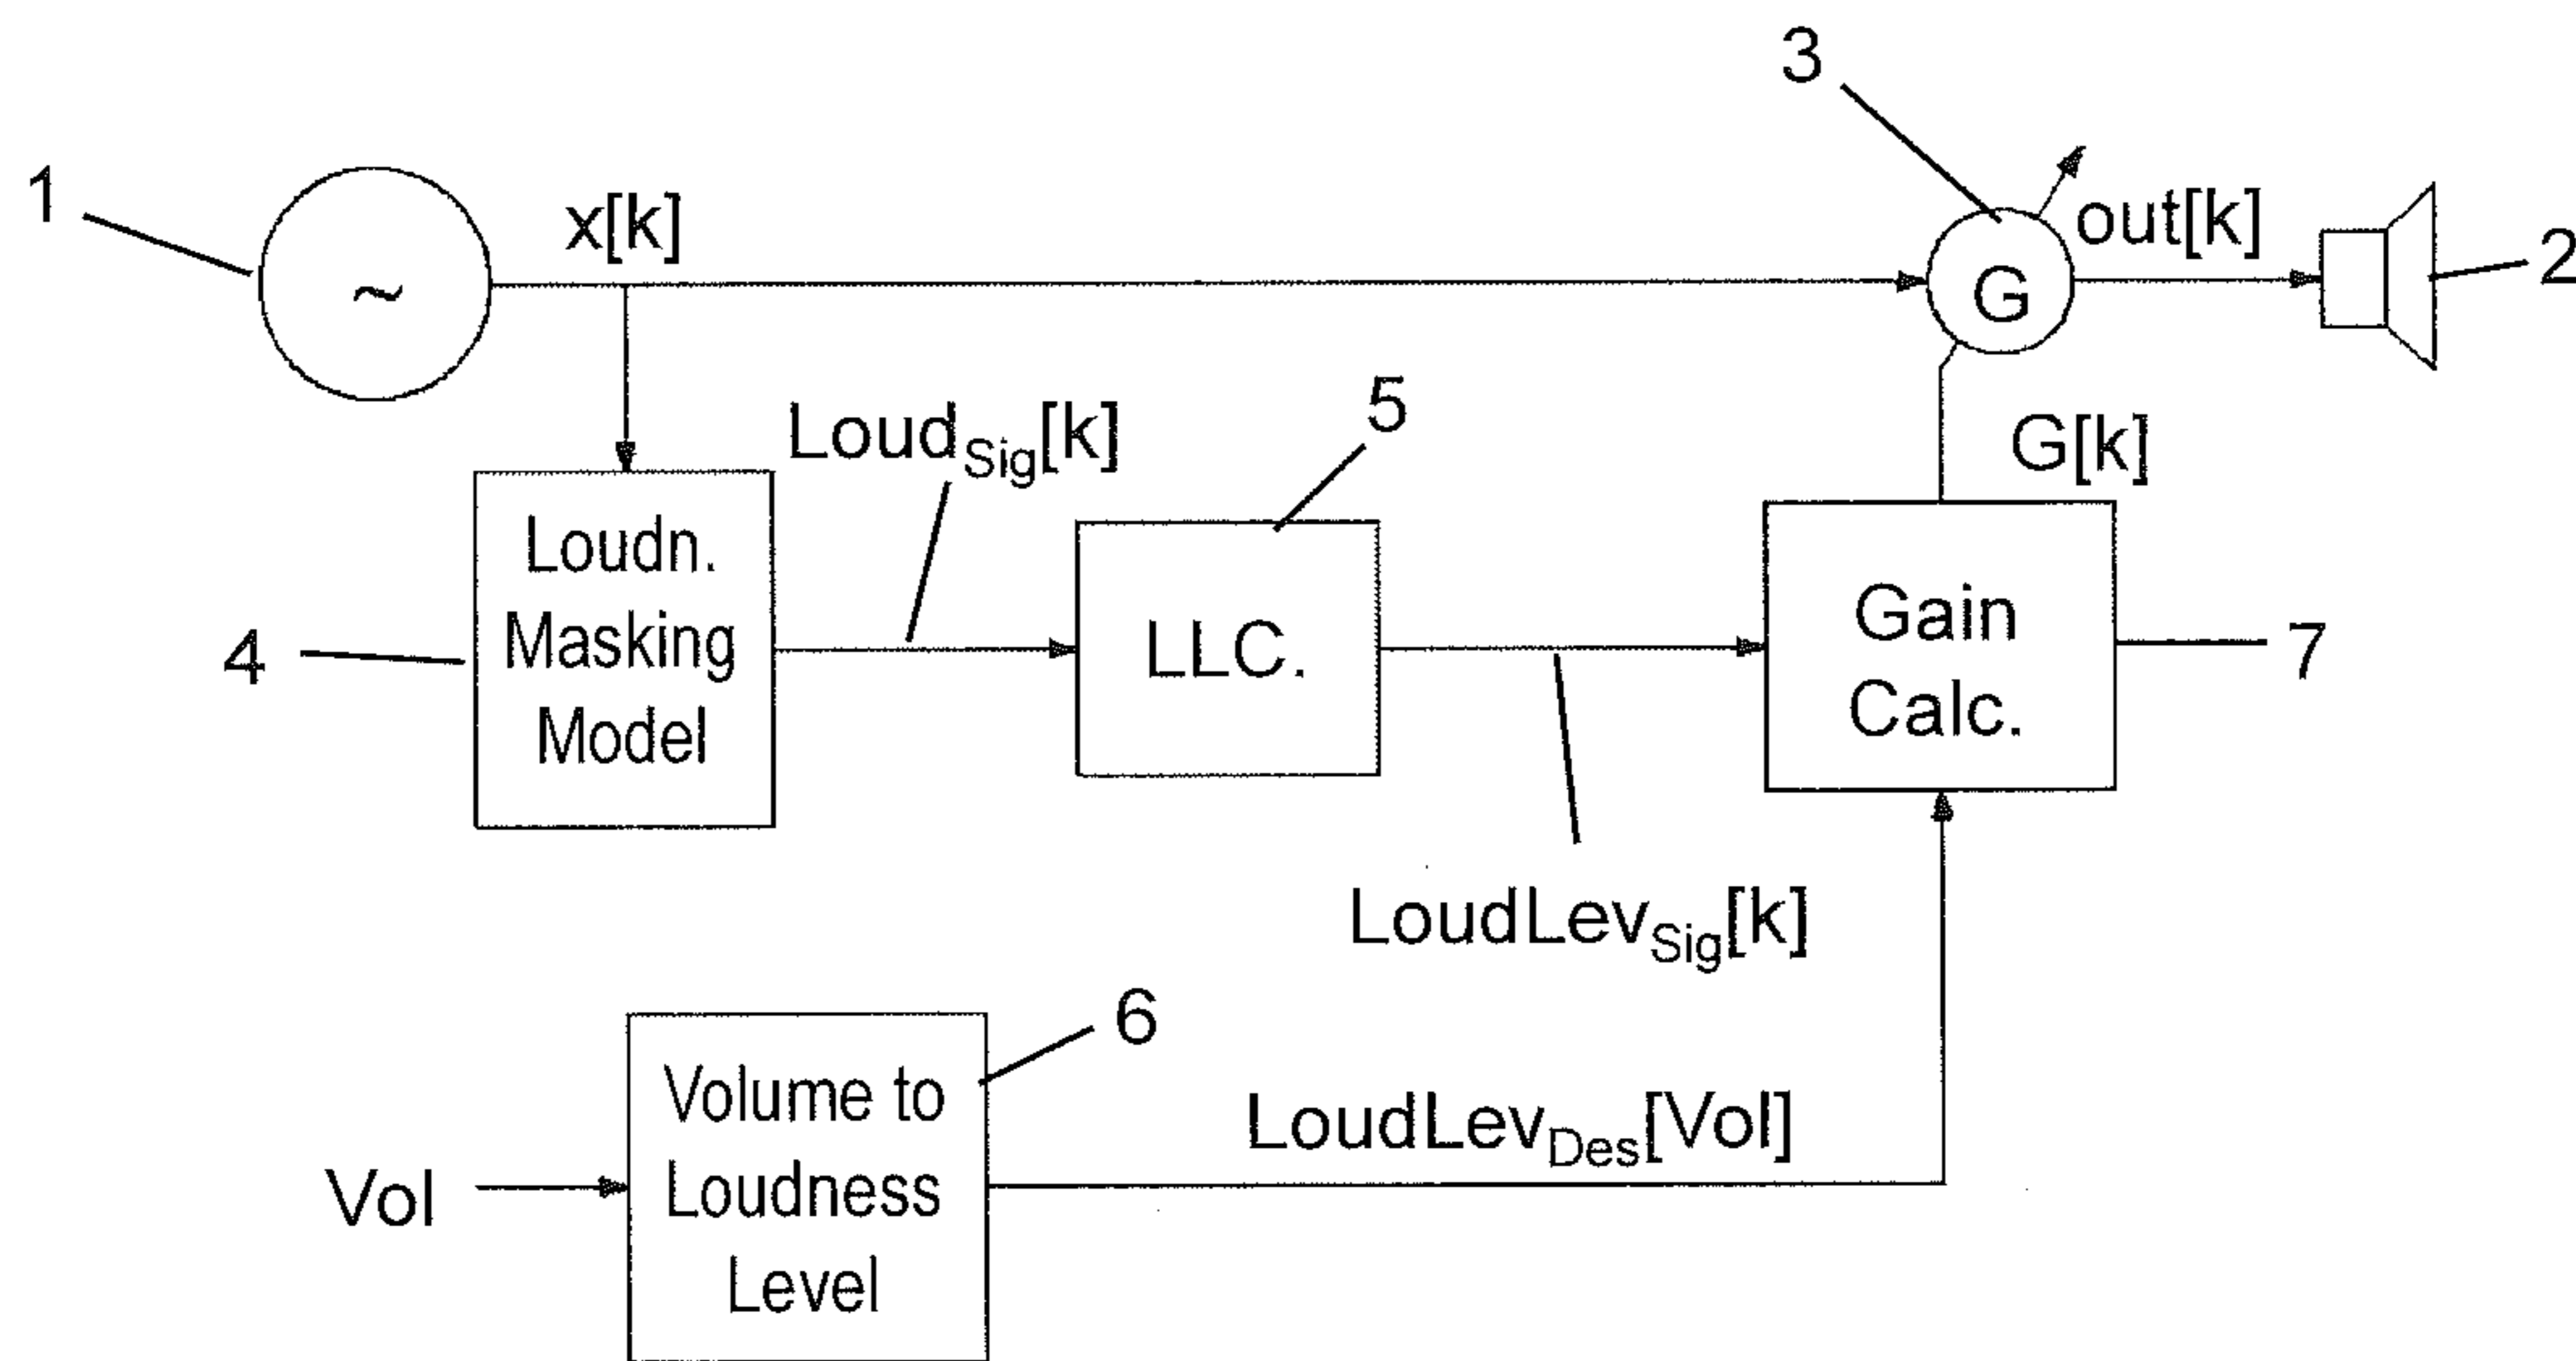 3
1
x[k]
out[k]
2
~
G
Loud_Sig[k]
5
G[k]
Loudn.
Masking
Model
4
LLC.
Gain
Calc.
7
LoudLev_Sig[k]
6
Volume to
Loudness
Level
LoudLev_Des[Vol]
Vol